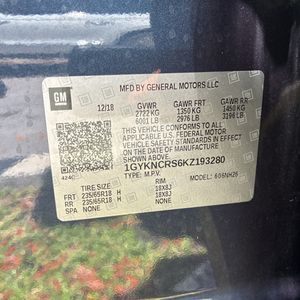 GM
MFD BY GENERAL MOTORS LLC
12/18 GVWR GAWR FRT GAWR RR
2722 KG 1350 KG 1450 KG
6001 LB 2976 LB 3196 LB
THIS VEHICLE CONFORMS TO ALL APPLICABLE
U.S. FEDERAL MOTOR VEHICLE SAFETY
STANDARDS IN EFFECT ON THE DATE OF
MANUFACTURE
SHOWN ABOVE.
1GYKNCRS6KZ193280
TYPE: M.P.V. MODEL: 6NH26
424C TIRE SIZE RIM
FRT 235/65R18 H 18X8J
RR 235/65R18 H 18X8J
SPA NONE NONE